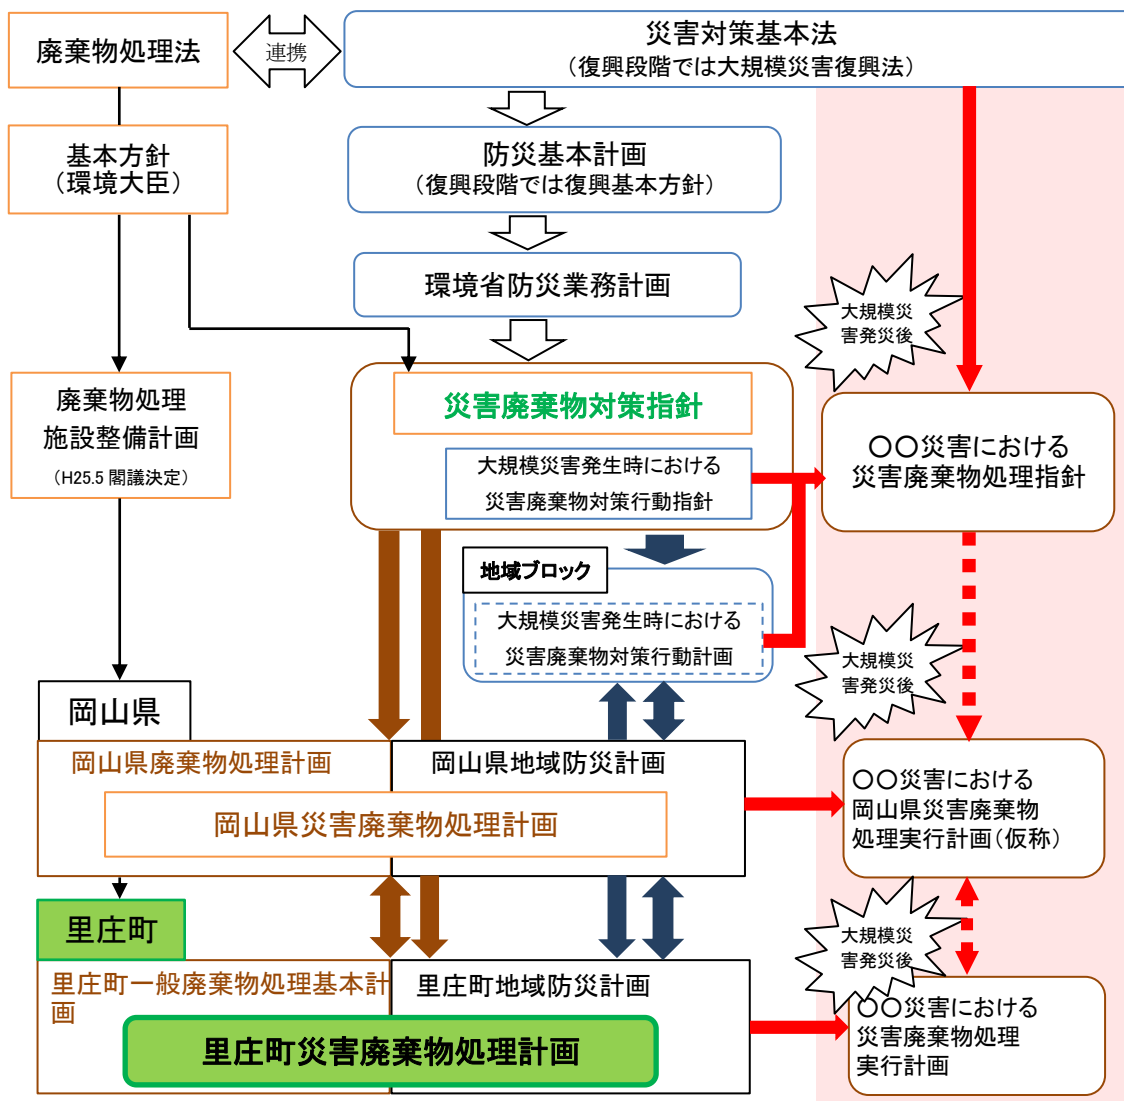 廃棄物処理法
連携
災害対策基本法
（復興段階では大規模災害復興法）
基本方針
（環境大臣）
防災基本計画
（復興段階では復興基本方針）
環境省防災業務計画
大規模災
害発災後
廃棄物処理
施設整備計画
（H25.5 閣議決定）
災害廃棄物対策指針
大規模災害発生時における
災害廃棄物対策行動指針
〇〇災害における
災害廃棄物処理指針
地域ブロック
大規模災害発生時における
災害廃棄物対策行動計画
大規模災
害発災後
岡山県
岡山県廃棄物処理計画
岡山県地域防災計画
岡山県災害廃棄物処理計画
〇〇災害における
岡山県災害廃棄物
処理実行計画（仮称）
里庄町
大規模災
害発災後
里庄町一般廃棄物処理基本計
画
里庄町地域防災計画
里庄町災害廃棄物処理計画
〇〇災害における
災害廃棄物処理
実行計画